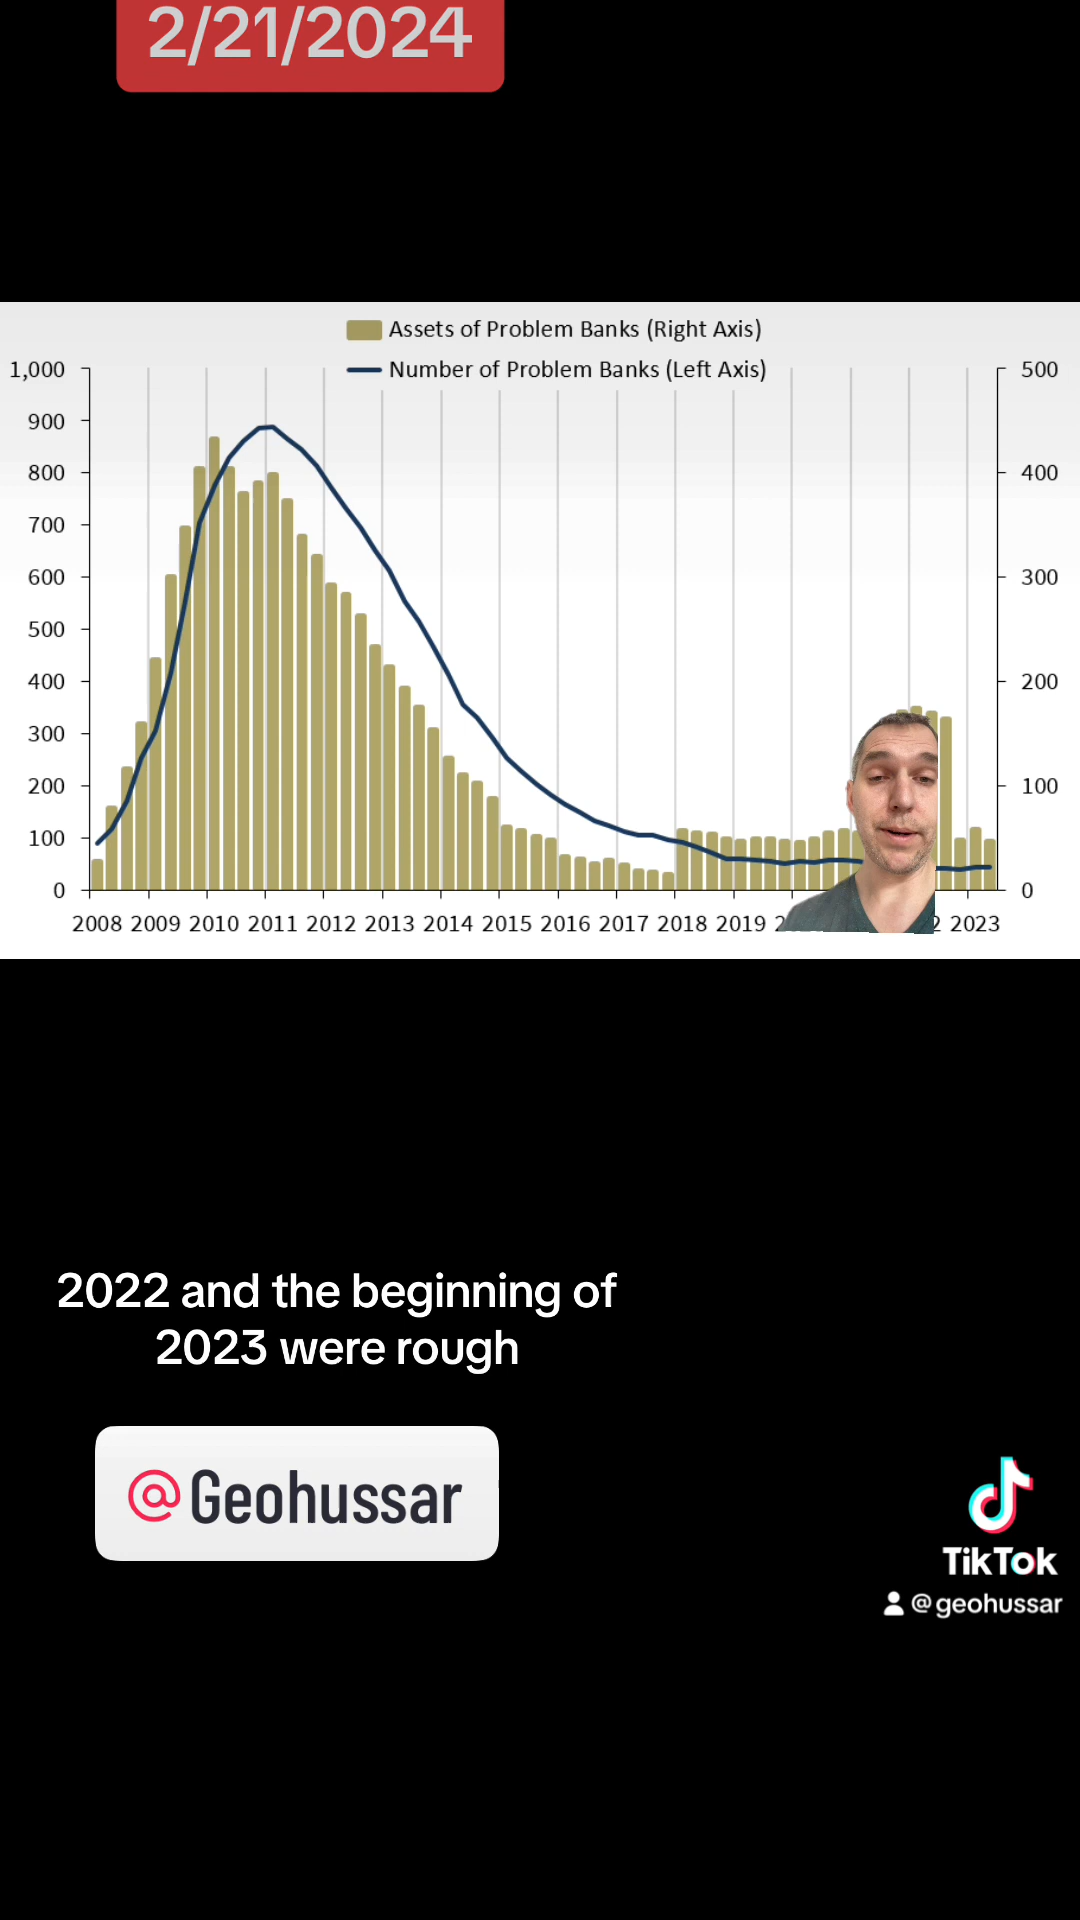 2/21/2024
Assets of Problem Banks (Right Axis)
Number of Problem Banks (Left Axis)
1,000
900
800
700
600
500
400
300
200
100
0
500
400
300
200
100
0
2008 2009 2010 2011 2012 2013 2014 2015 2016 2017 2018 2019 2023
2022 and the beginning of
2023 were rough
@Geohussar
TikTok
@geohussar